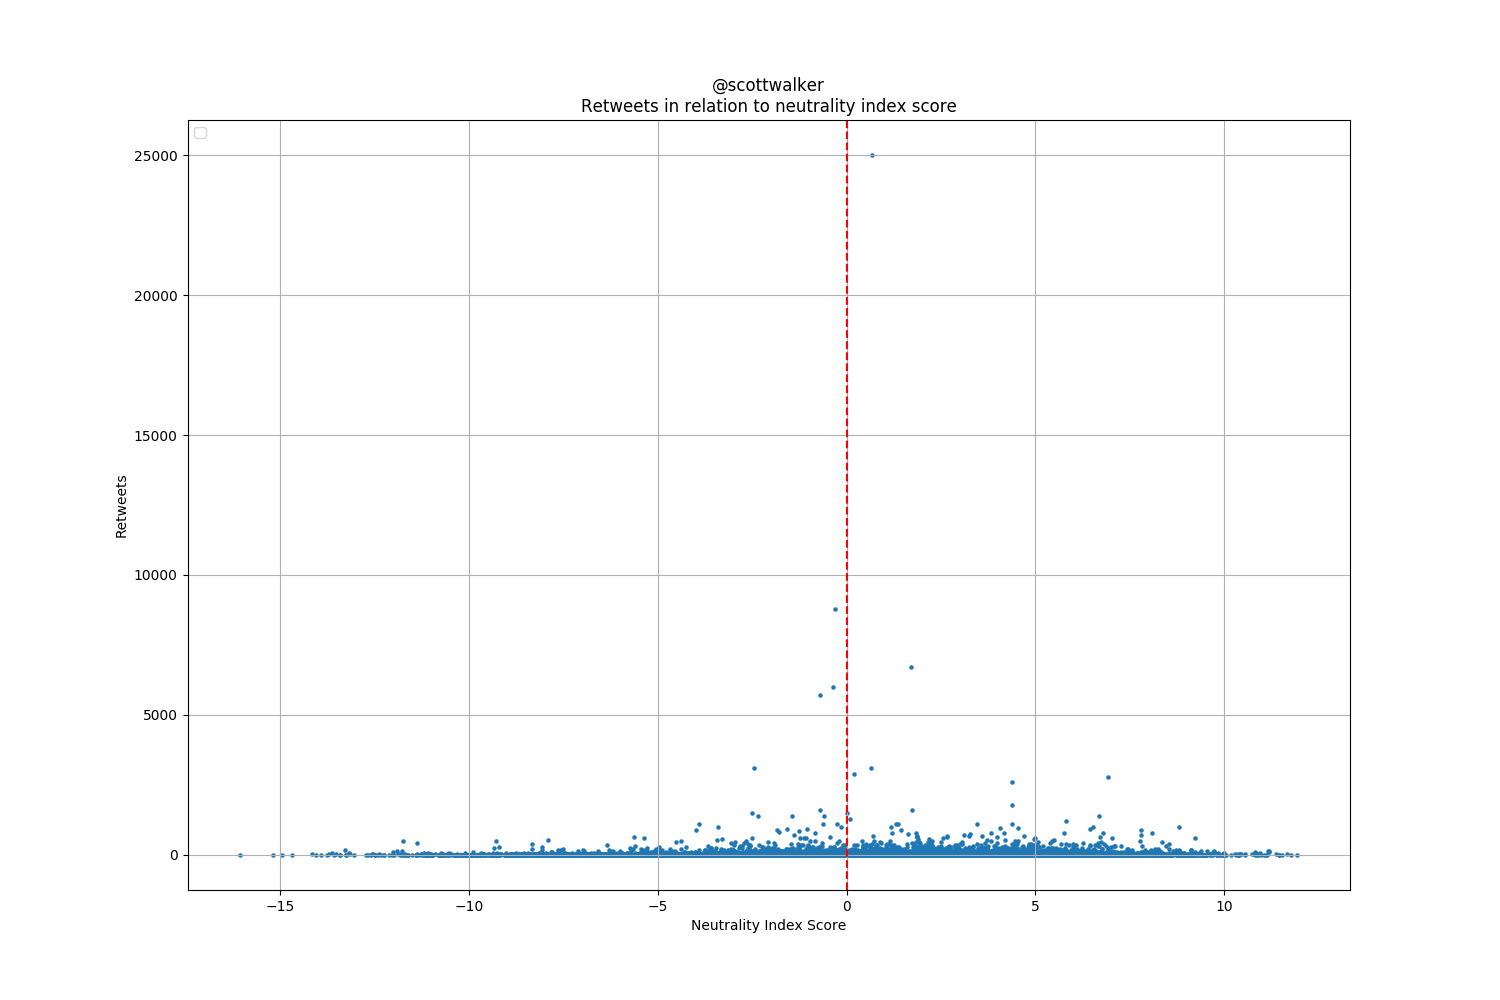 @scottwalker
Retweets in relation to neutrality index score
25000
20000
15000
10000
5000
0
Retweets
−15 −10 −5 0 5 10
Neutrality Index Score